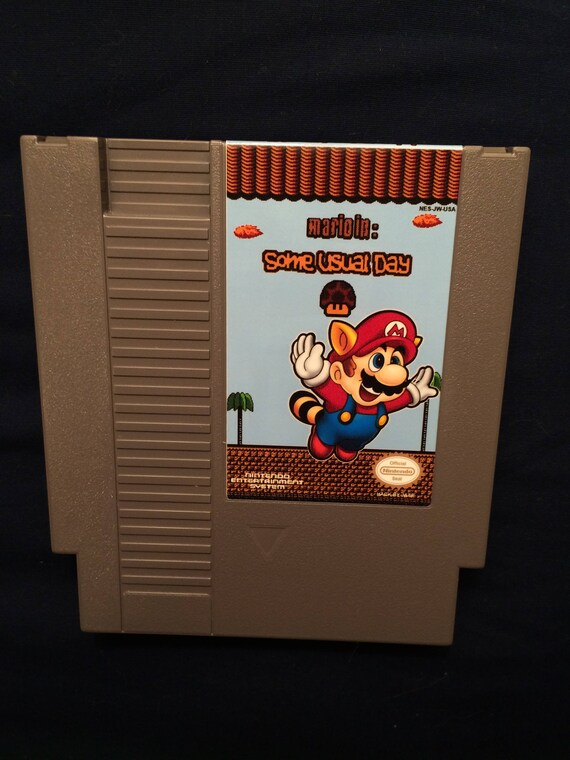 NES-JW-USA
mario in:
Some Usual Day
M
Official
Nintendo
Seal
NINTENDO
ENTERTAINMENT
SYSTEM